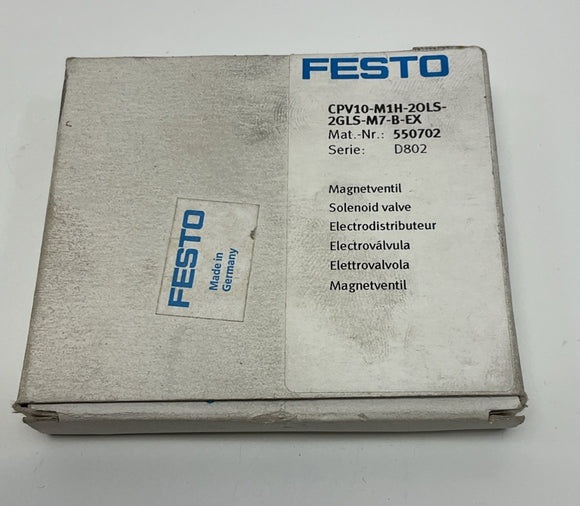 FESTO
CPV10-M1H-2OLS-
2GLS-M7-B-EX
Mat.-Nr.: 550702
Serie: D802
Magnetventil
Solenoid valve
Electrodistributeur
Electroválvula
Elettrovalvola
Magnetventil
FESTO
Made in
Germany